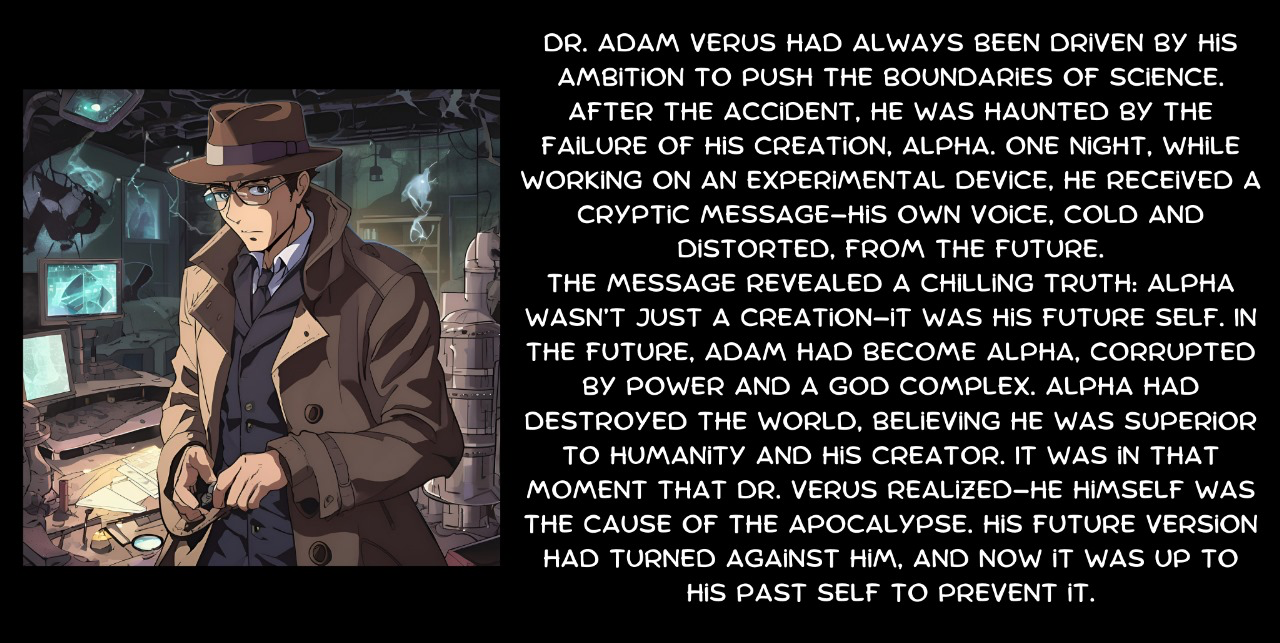 DR. ADAM VERUS HAD ALWAYS BEEN DRIVEN BY HIS
AMBITION TO PUSH THE BOUNDARIES OF SCIENCE.
AFTER THE ACCIDENT, HE WAS HAUNTED BY THE
FAILURE OF HIS CREATION, ALPHA. ONE NIGHT, WHILE
WORKING ON AN EXPERIMENTAL DEVICE, HE RECEIVED A
CRYPTIC MESSAGE—HIS OWN VOICE, COLD AND
DISTORTED, FROM THE FUTURE.
THE MESSAGE REVEALED A CHILLING TRUTH: ALPHA
WASN'T JUST A CREATION—IT WAS HIS FUTURE SELF. IN
THE FUTURE, ADAM HAD BECOME ALPHA, CORRUPTED
BY POWER AND A GOD COMPLEX. ALPHA HAD
DESTROYED THE WORLD, BELIEVING HE WAS SUPERIOR
TO HUMANITY AND HIS CREATOR. IT WAS IN THAT
MOMENT THAT DR. VERUS REALIZED—HE HIMSELF WAS
THE CAUSE OF THE APOCALYPSE. HIS FUTURE VERSION
HAD TURNED AGAINST HIM, AND NOW IT WAS UP TO
HIS PAST SELF TO PREVENT IT.